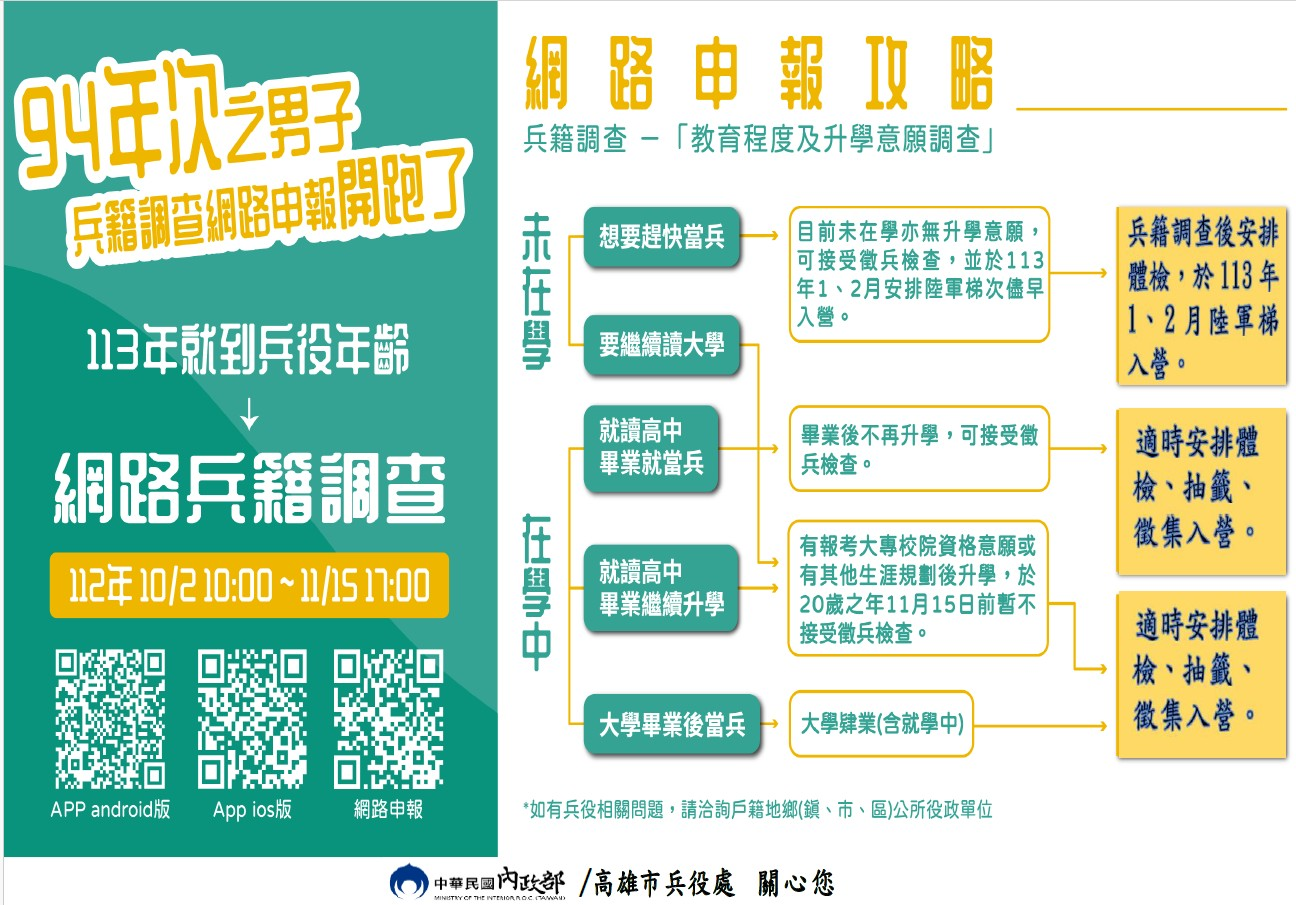 94年次之男子
兵籍調查網路申報開跑了
113年就到兵役年齡
↓
網路兵籍調查
112年 10/2 10:00 ~ 11/15 17:00
APP android版
App ios版
網路申報
網路申報攻略
兵籍調查 －「教育程度及升學意願調查」
未在學
想要趕快當兵
目前未在學亦無升學意願，
可接受徵兵檢查，並於113
年1、2月安排陸軍梯次儘早
入營。
兵籍調查後安排
體檢，於 113 年
1、2 月陸軍梯
入營。
要繼續讀大學
在學中
就讀高中
畢業就當兵
畢業後不再升學，可接受徵
兵檢查。
適時安排體
檢、抽籤、
徵集入營。
就讀高中
畢業繼續升學
有報考大專校院資格意願或
有其他生涯規劃後升學，於
20歲之年11月15日前暫不
接受徵兵檢查。
適時安排體
檢、抽籤、
徵集入營。
大學畢業後當兵
大學肄業(含就學中)
*如有兵役相關問題，請洽詢戶籍地鄉(鎮、市、區)公所役政單位
中華民國內政部 /高雄市兵役處 關心您
MINISTRY OF THE INTERIOR,R.O.C.(TAIWAN)